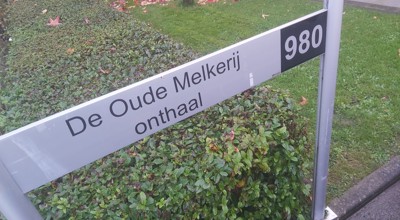 De Oude Melkerij
onthaal
980